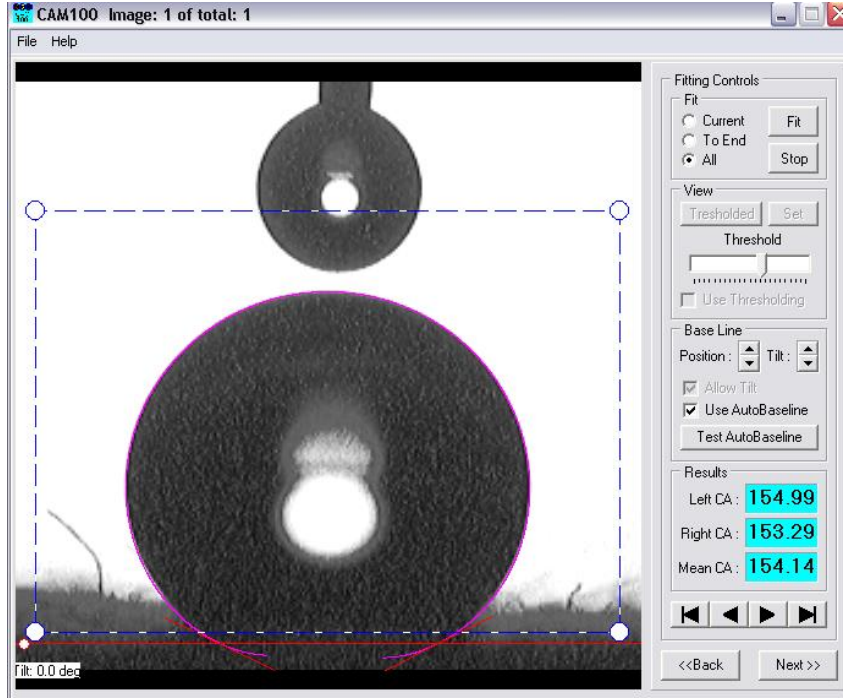 CAM100 Image: 1 of total: 1
File Help
Fitting Controls
Fit
Current
To End
All
Fit
Stop
View
Tresholded Set
Threshold
Use Thresholding
Base Line
Position : Tilt :
Allow Tilt
Use AutoBaseline
Test AutoBaseline
Results
Left CA : 154.99
Right CA : 153.29
Mean CA : 154.14
<<Back Next >>
Tilt: 0.0 deg